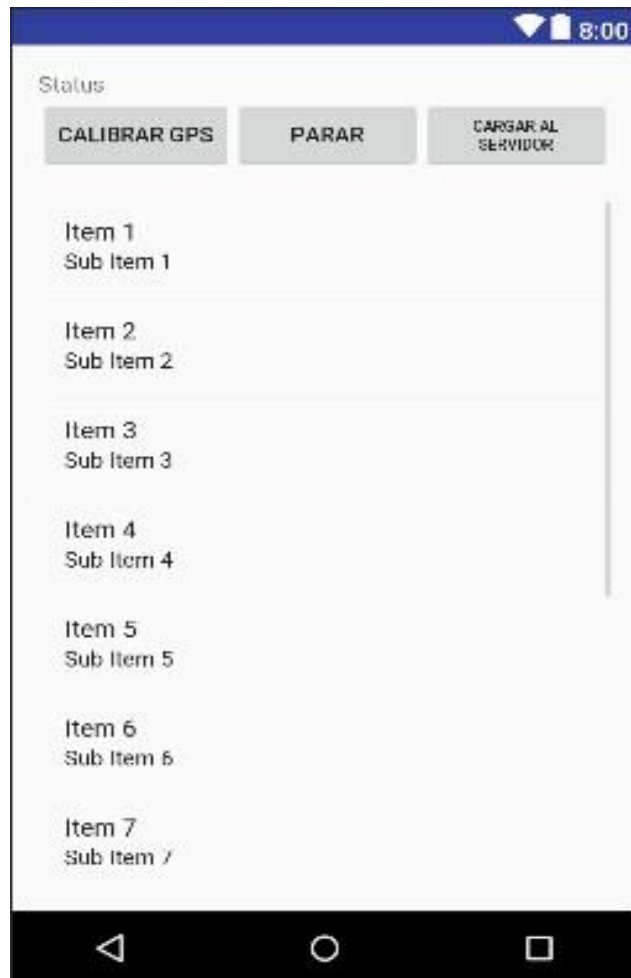 8:00
Status
CALIBRAR GPS
PARAR
CARGAR AL
SERVIDOR
Item 1
Sub Item 1
Item 2
Sub Item 2
Item 3
Sub Item 3
Item 4
Sub Item 4
Item 5
Sub Item 5
Item 6
Sub Item 6
Item 7
Sub Item 7